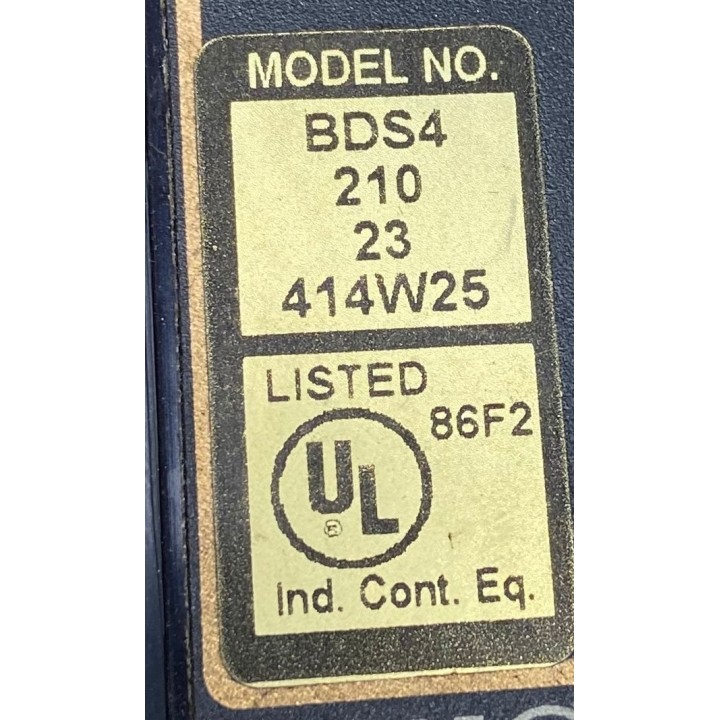 MODEL NO.
BDS4
210
23
414W25
LISTED
86F2
UL
®
Ind. Cont. Eq.